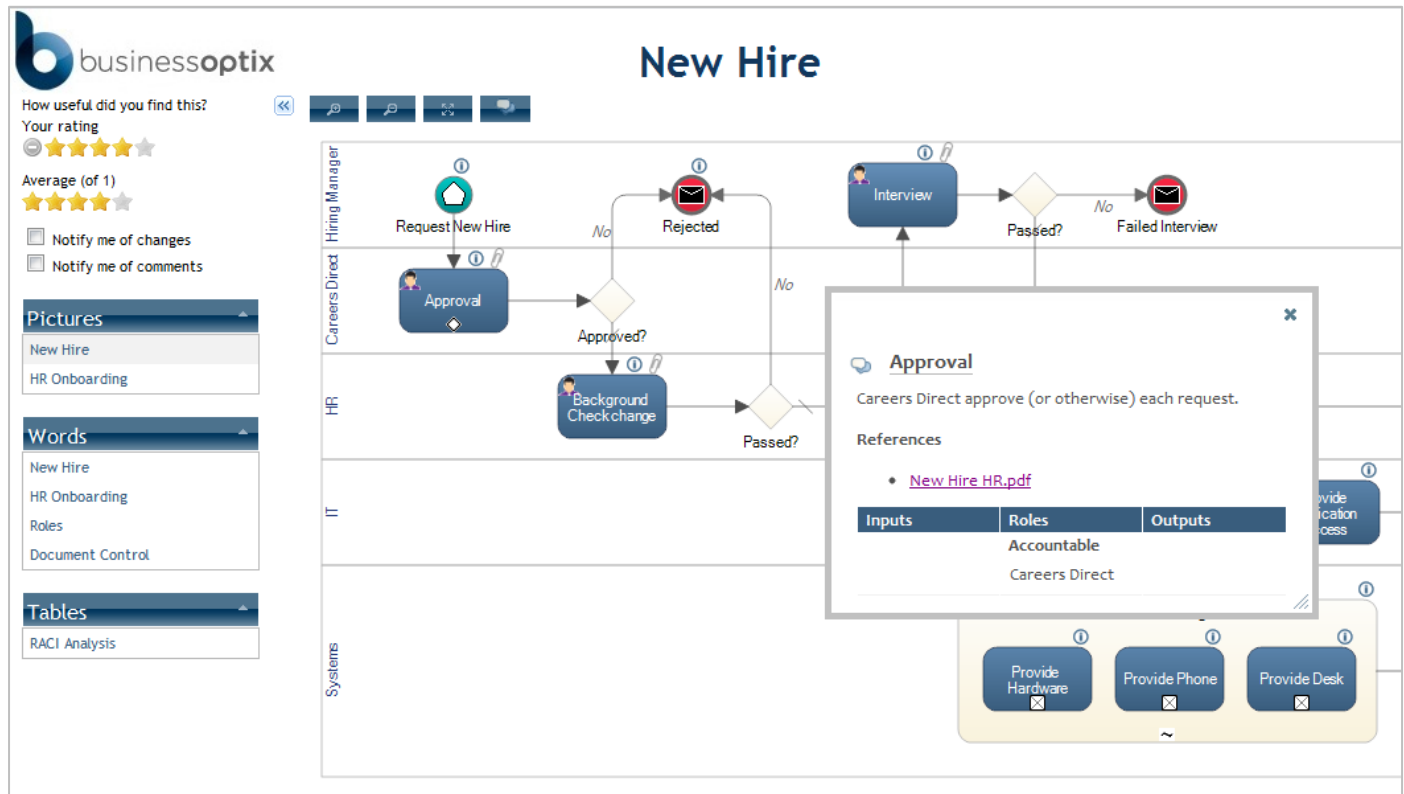 businessoptix
New Hire
How useful did you find this?
Your rating
Average (of 1)
Notify me of changes
Notify me of comments
Pictures
New Hire
HR Onboarding
Words
New Hire
HR Onboarding
Roles
Document Control
Tables
RACI Analysis
Hiring Manager
Request New Hire
No
Rejected
Interview
Passed?
No
Failed Interview
Careers Direct
Approval
Approved?
No
HR
Background
Check change
Passed?
IT
Systems
Approval
Careers Direct approve (or otherwise) each request.
References
New Hire HR.pdf
Inputs Roles Outputs
Accountable
Careers Direct
Provide
Hardware
Provide Phone
Provide Desk
~